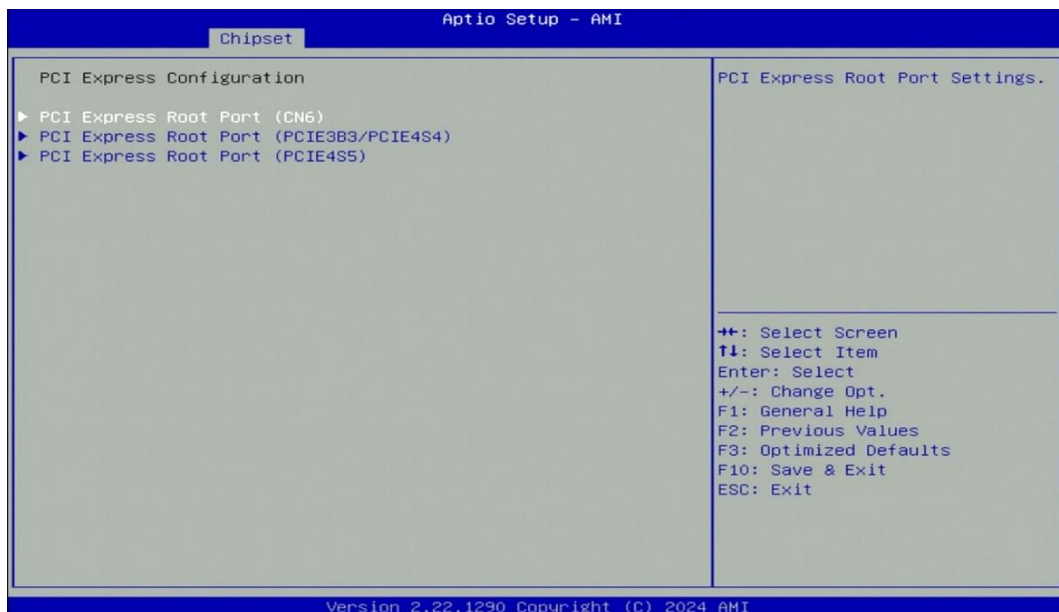 Aptio Setup – AMI
Chipset
PCI Express Configuration
▶ PCI Express Root Port (CN6)
▶ PCI Express Root Port (PCIE3B3/PCIE4S4)
▶ PCI Express Root Port (PCIE4S5)
PCI Express Root Port Settings.
→←: Select Screen
↑↓: Select Item
Enter: Select
+/-: Change Opt.
F1: General Help
F2: Previous Values
F3: Optimized Defaults
F10: Save & Exit
ESC: Exit
Version 2.22.1290 Copyright (C) 2024 AMI